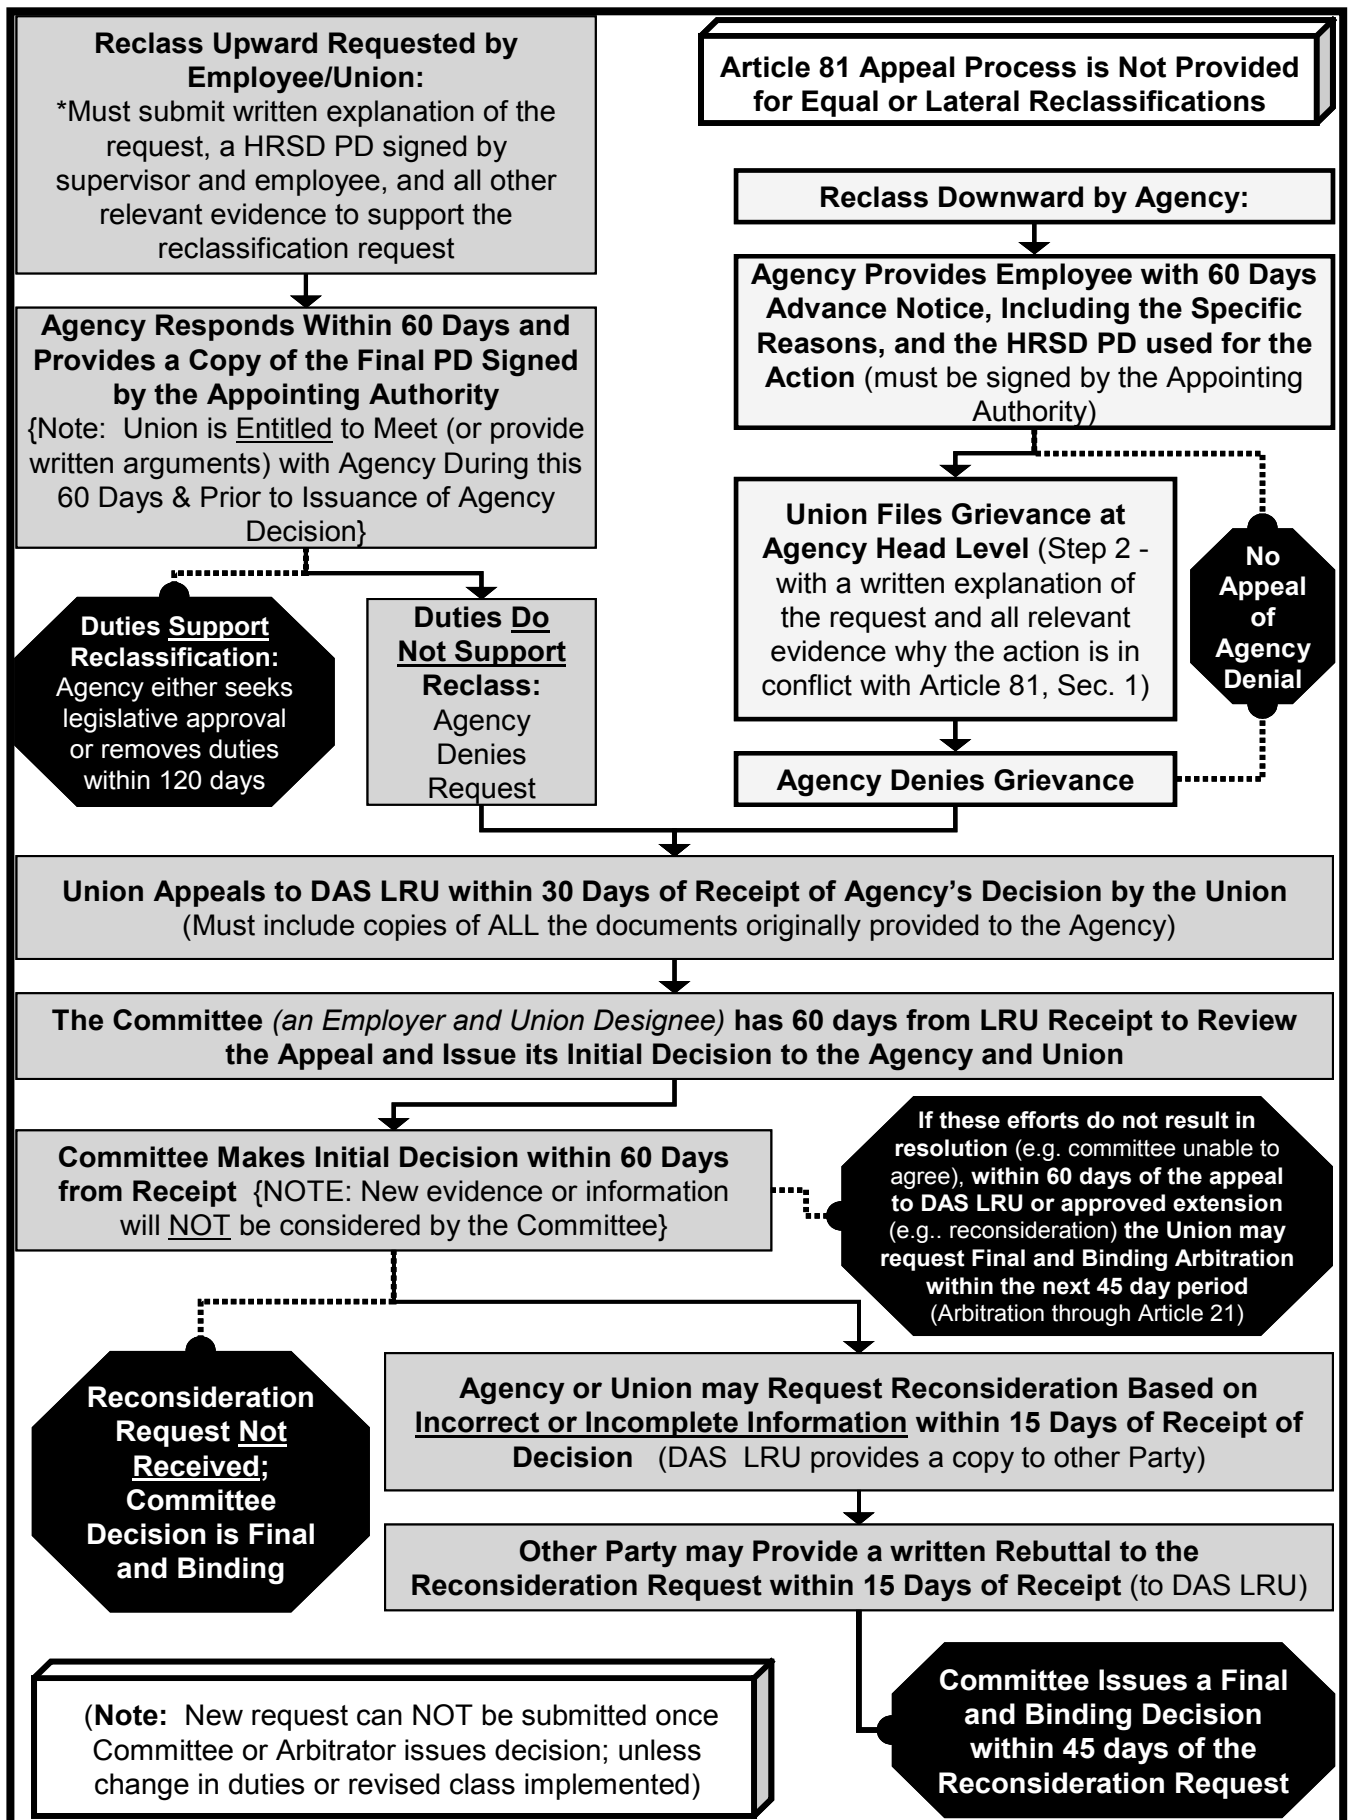 Reclass Upward Requested by
Employee/Union:
*Must submit written explanation of the
request, a HRSD PD signed by
supervisor and employee, and all other
relevant evidence to support the
reclassification request
Article 81 Appeal Process is Not Provided
for Equal or Lateral Reclassifications
Reclass Downward by Agency:
Agency Provides Employee with 60 Days
Advance Notice, Including the Specific
Reasons, and the HRSD PD used for the
Action (must be signed by the Appointing
Authority)
Agency Responds Within 60 Days and
Provides a Copy of the Final PD Signed
by the Appointing Authority
{Note: Union is Entitled to Meet (or provide
written arguments) with Agency During this
60 Days & Prior to Issuance of Agency
Decision}
Union Files Grievance at
Agency Head Level (Step 2 -
with a written explanation of
the request and all relevant
evidence why the action is in
conflict with Article 81, Sec. 1)
No
Appeal
of
Agency
Denial
Duties Support
Reclassification:
Agency either seeks
legislative approval
or removes duties
within 120 days
Duties Do
Not Support
Reclass:
Agency
Denies
Request
Agency Denies Grievance
Union Appeals to DAS LRU within 30 Days of Receipt of Agency’s Decision by the Union
(Must include copies of ALL the documents originally provided to the Agency)
The Committee (an Employer and Union Designee) has 60 days from LRU Receipt to Review
the Appeal and Issue its Initial Decision to the Agency and Union
Committee Makes Initial Decision within 60 Days
from Receipt {NOTE: New evidence or information
will NOT be considered by the Committee}
If these efforts do not result in
resolution (e.g. committee unable to
agree), within 60 days of the appeal
to DAS LRU or approved extension
(e.g.. reconsideration) the Union may
request Final and Binding Arbitration
within the next 45 day period
(Arbitration through Article 21)
Reconsideration
Request Not
Received;
Committee
Decision is Final
and Binding
Agency or Union may Request Reconsideration Based on
Incorrect or Incomplete Information within 15 Days of Receipt of
Decision (DAS LRU provides a copy to other Party)
Other Party may Provide a written Rebuttal to the
Reconsideration Request within 15 Days of Receipt (to DAS LRU)
Committee Issues a Final
and Binding Decision
within 45 days of the
Reconsideration Request
(Note: New request can NOT be submitted once
Committee or Arbitrator issues decision; unless
change in duties or revised class implemented)